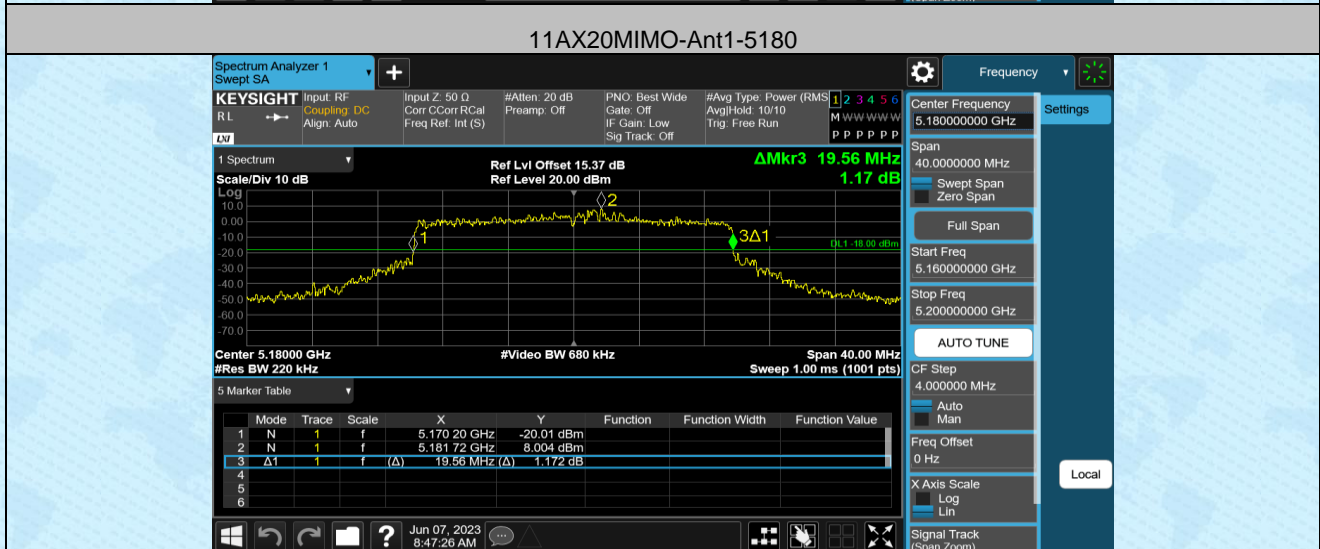 11AX20MIMO-Ant1-5180
Spectrum Analyzer 1
Swept SA
+
Frequency
KEYSIGHT
RL
LXI
Input: RF
Coupling: DC
Align: Auto
Input Z: 50 Ω
Corr CCorr RCal
Freq Ref: Int (S)
#Atten: 20 dB
Preamp: Off
PNO: Best Wide
Gate: Off
IF Gain: Low
Sig Track: Off
#Avg Type: Power (RMS
Avg|Hold: 10/10
Trig: Free Run
1 2 3 4 5 6
M W W W W W
P P P P P P
Center Frequency
5.180000000 GHz
Settings
Span
40.0000000 MHz
Swept Span
Zero Span
Full Span
Start Freq
5.160000000 GHz
Stop Freq
5.200000000 GHz
AUTO TUNE
CF Step
4.000000 MHz
Auto
Man
Freq Offset
0 Hz
X Axis Scale
Log
Lin
Signal Track
(Span Zoom)
Local
1 Spectrum
Scale/Div 10 dB
Ref Lvl Offset 15.37 dB
Ref Level 20.00 dBm
ΔMkr3 19.56 MHz
1.17 dB
Log
10.0
0.00
-10.0
-20.0
-30.0
-40.0
-50.0
-60.0
-70.0
1
2
3Δ1
DL1 -18.00 dBm
Center 5.18000 GHz
#Video BW 680 kHz
Span 40.00 MHz
#Res BW 220 kHz
Sweep 1.00 ms (1001 pts)
5 Marker Table
Mode Trace Scale X Y Function Function Width Function Value
1 N 1 f 5.170 20 GHz -20.01 dBm
2 N 1 f 5.181 72 GHz 8.004 dBm
3 Δ1 1 f (Δ) 19.56 MHz (Δ) 1.172 dB
4
5
6
?
Jun 07, 2023
8:47:26 AM